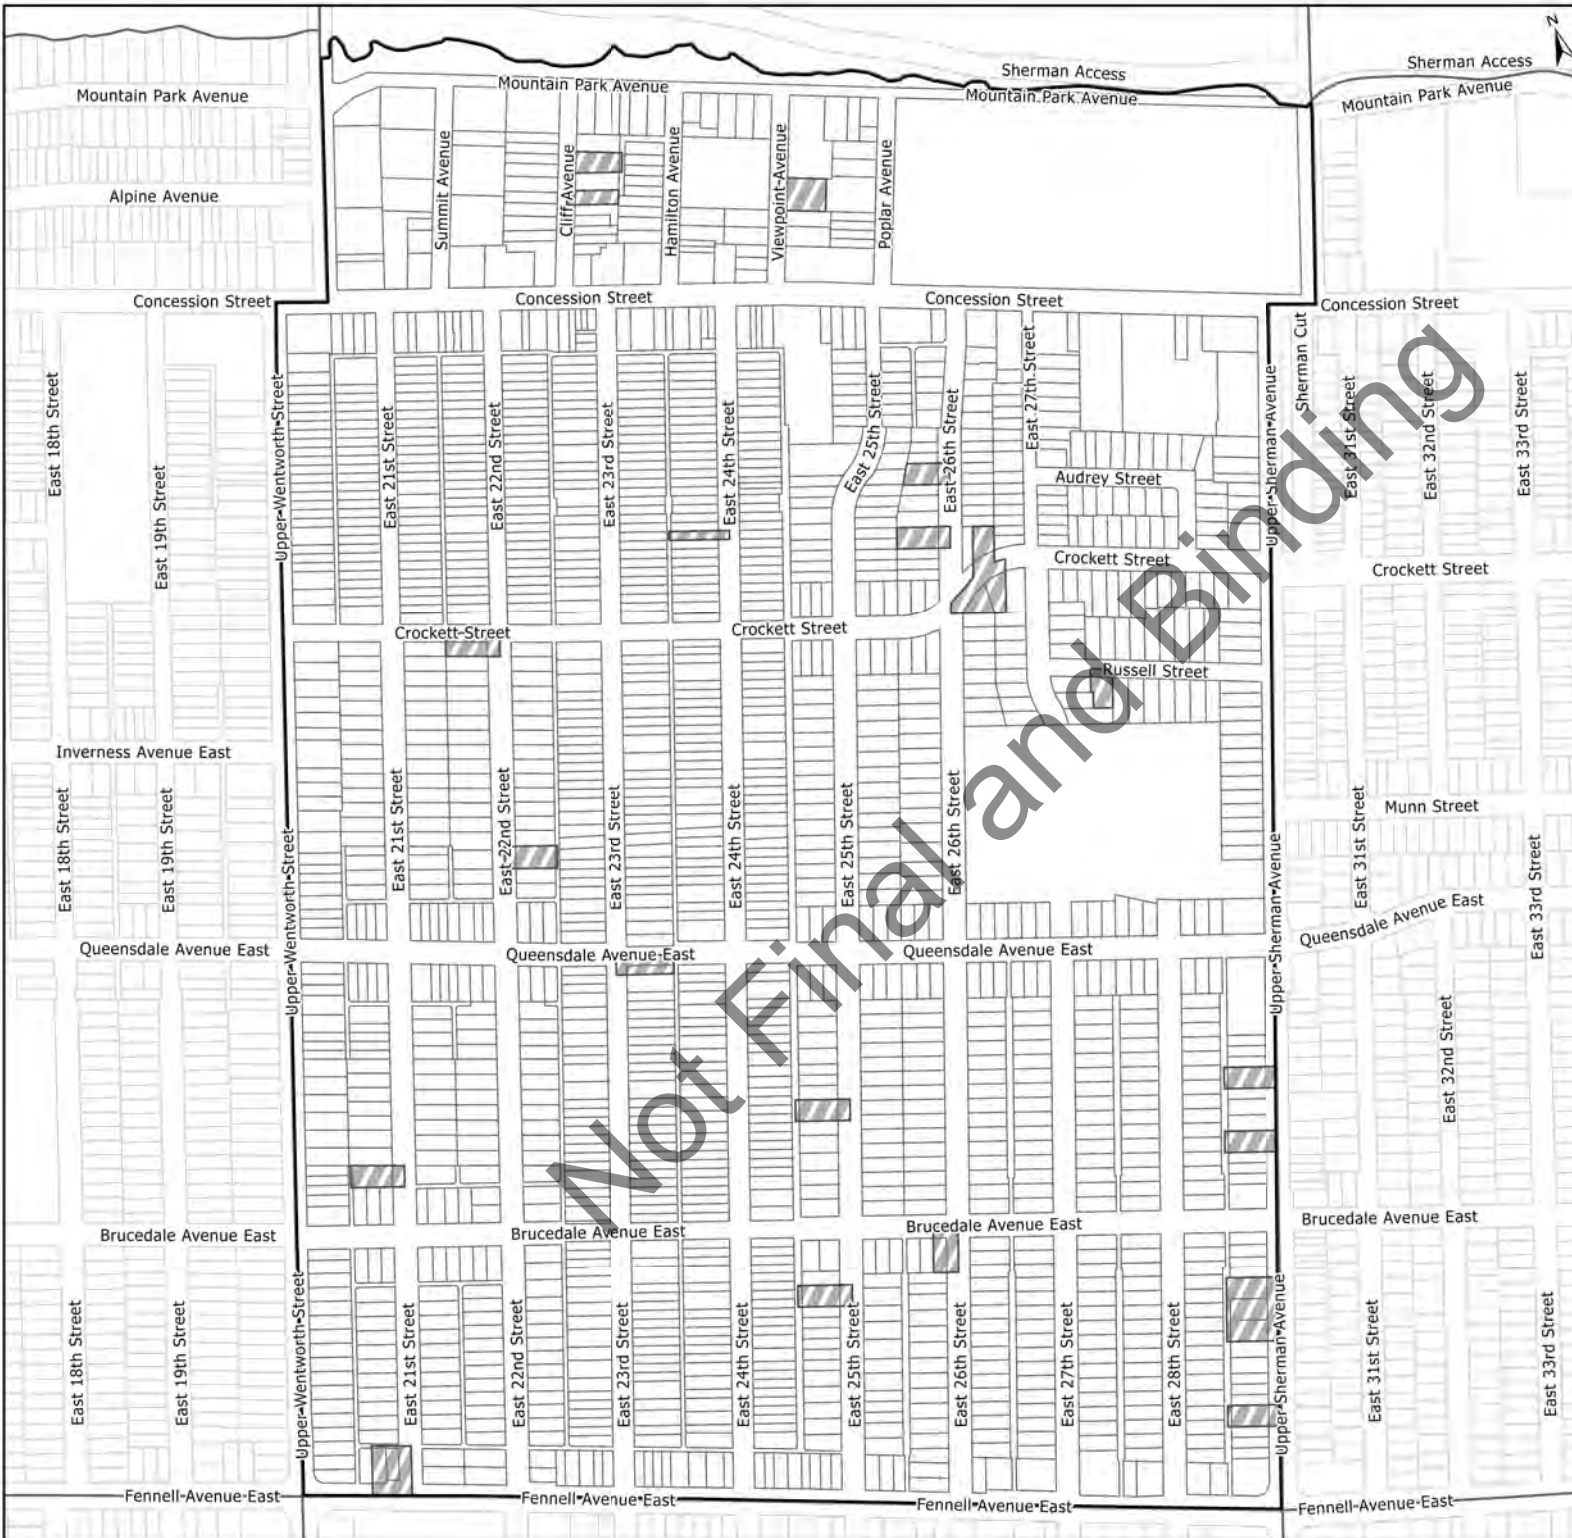 N
Sherman Access
Sherman Access
Mountain Park Avenue
Mountain Park Avenue
Mountain Park Avenue
Mountain Park Avenue
Alpine Avenue
Summit Avenue
Cliff Avenue
Hamilton Avenue
Viewpoint Avenue
Poplar Avenue
Concession Street
Concession Street
Concession Street
Concession Street
East 18th Street
East 19th Street
Upper Wentworth Street
East 21st Street
East 22nd Street
East 23rd Street
East 24th Street
East 25th Street
East 26th Street
East 27th Street
Upper Sherman Avenue
Sherman Cut
East 31st Street
East 32nd Street
East 33rd Street
Audrey Street
Crockett Street
Crockett Street
Crockett Street
Crockett Street
Russell Street
Inverness Avenue East
Munn Street
East 18th Street
East 19th Street
Upper Wentworth Street
East 21st Street
East 22nd Street
East 23rd Street
East 24th Street
East 25th Street
East 26th Street
Upper Sherman Avenue
East 31st Street
East 33rd Street
Queensdale Avenue East
Queensdale Avenue East
Queensdale Avenue East
Queensdale Avenue East
East 32nd Street
Brucedale Avenue East
Brucedale Avenue East
Brucedale Avenue East
Brucedale Avenue East
East 18th Street
East 19th Street
Upper Wentworth Street
East 21st Street
East 22nd Street
East 23rd Street
East 24th Street
East 25th Street
East 26th Street
East 27th Street
East 28th Street
Upper Sherman Avenue
East 31st Street
East 33rd Street
Fennell Avenue East
Fennell Avenue East
Fennell Avenue East
Fennell Avenue East
Not Final and Binding